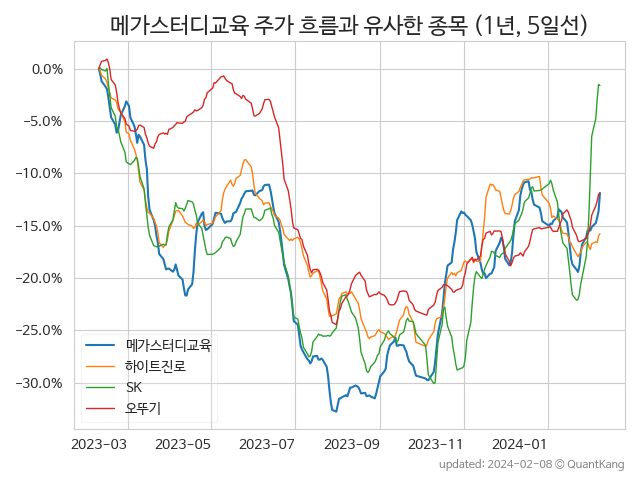 메가스터디교육 주가 흐름과 유사한 종목 (1년, 5일선)
0.0%
−5.0%
−10.0%
−15.0%
−20.0%
−25.0%
−30.0%
메가스터디교육
하이트진로
SK
오뚜기
2023-03 2023-05 2023-07 2023-09 2023-11 2024-01
updated: 2024-02-08 © QuantKang